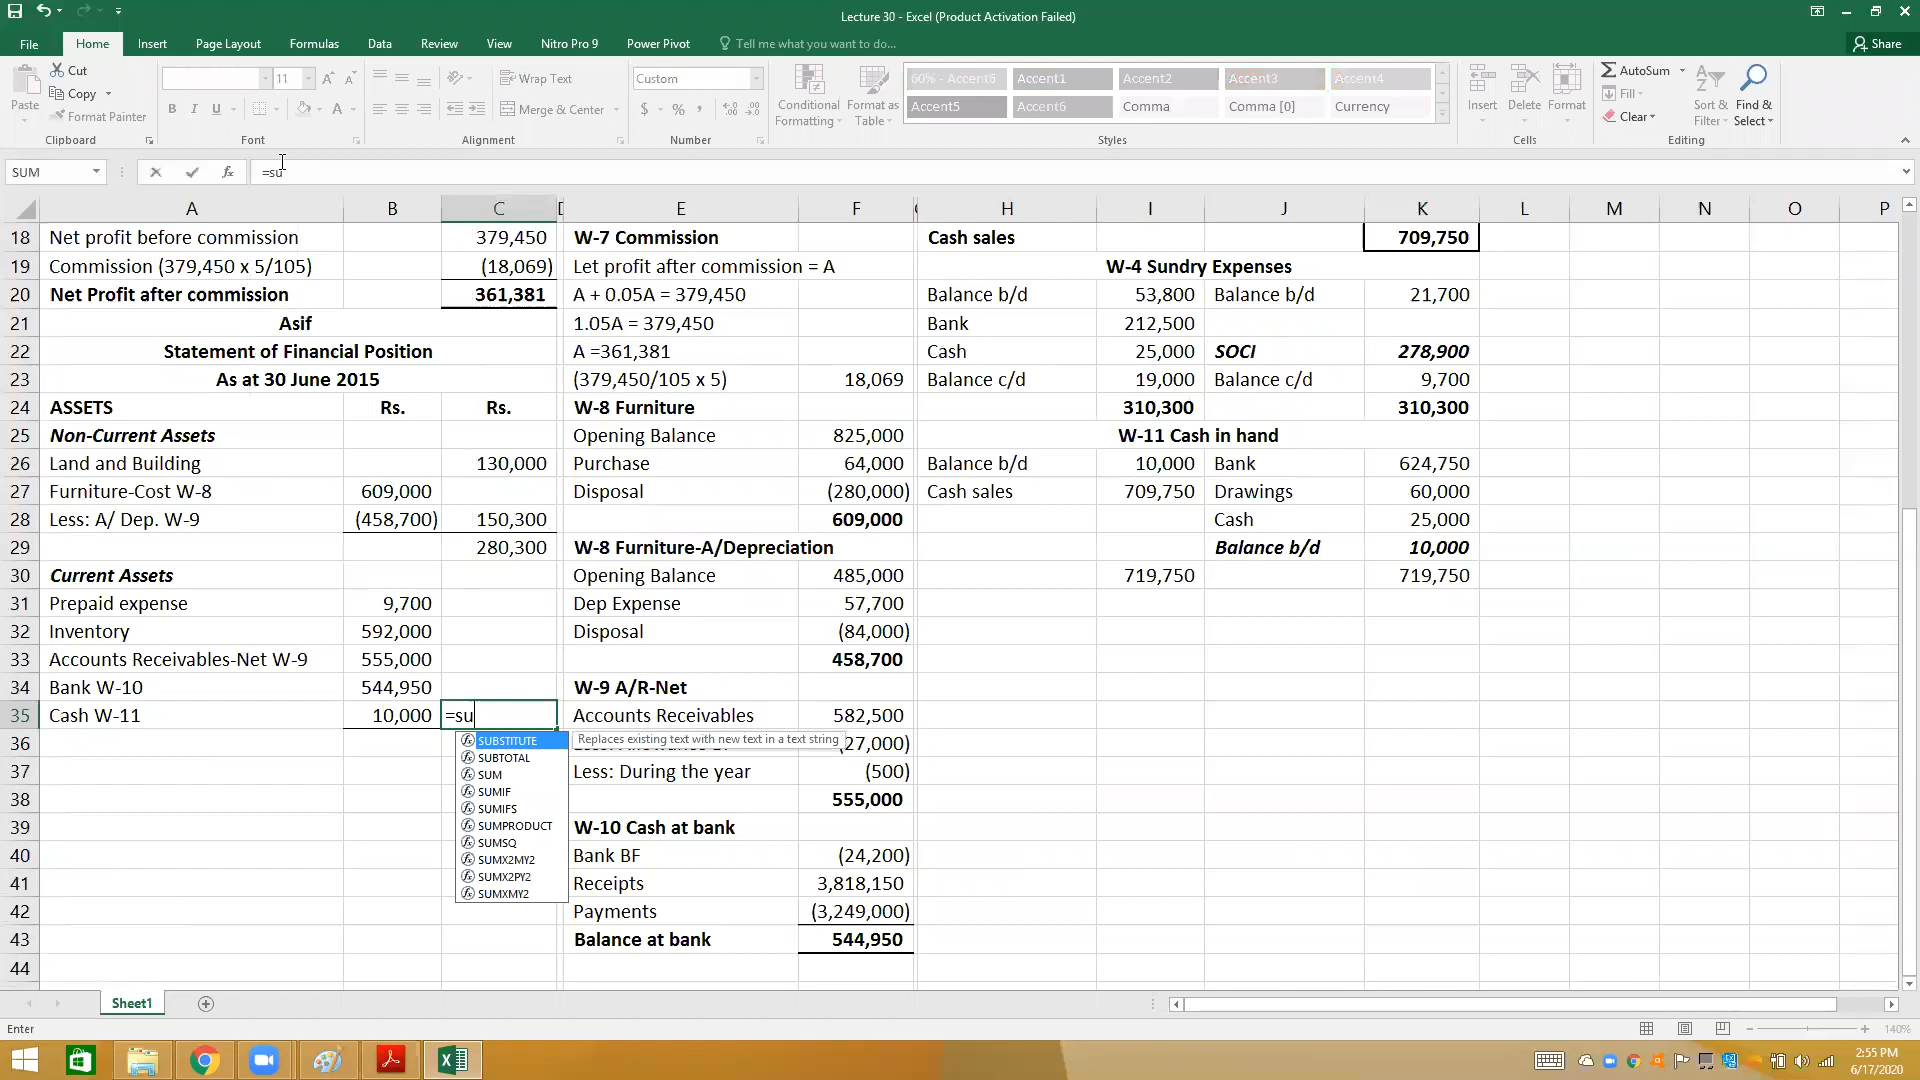 Lecture 30 - Excel (Product Activation Failed)
File Home Insert Page Layout Formulas Data Review View Nitro Pro 9 Power Pivot Tell me what you want to do... Share
Paste Cut Copy Format Painter
Clipboard
11
B I U A
Font
Wrap Text
Merge & Center
Alignment
Custom
$ % ,
Number
Conditional Formatting Format as Table
60% - Accent6 Accent1 Accent2 Accent3 Accent4
Accent5 Accent6 Comma Comma [0] Currency
Styles
Insert Delete Format
Cells
AutoSum
Fill
Clear
Sort & Filter Find & Select
Editing
SUM fx =su
A B C E F H I J K L M N O P
18 Net profit before commission 379,450 W-7 Commission Cash sales 709,750
19 Commission (379,450 x 5/105) (18,069) Let profit after commission = A W-4 Sundry Expenses
20 Net Profit after commission 361,381 A + 0.05A = 379,450 Balance b/d 53,800 Balance b/d 21,700
21 Asif 1.05A = 379,450 Bank 212,500
22 Statement of Financial Position A =361,381 Cash 25,000 SOCI 278,900
23 As at 30 June 2015 (379,450/105 x 5) 18,069 Balance c/d 19,000 Balance c/d 9,700
24 ASSETS Rs. Rs. W-8 Furniture 310,300 310,300
25 Non-Current Assets Opening Balance 825,000 W-11 Cash in hand
26 Land and Building 130,000 Purchase 64,000 Balance b/d 10,000 Bank 624,750
27 Furniture-Cost W-8 609,000 Disposal (280,000) Cash sales 709,750 Drawings 60,000
28 Less: A/ Dep. W-9 (458,700) 150,300 609,000 Cash 25,000
29 280,300 W-8 Furniture-A/Depreciation Balance b/d 10,000
30 Current Assets Opening Balance 485,000 719,750 719,750
31 Prepaid expense 9,700 Dep Expense 57,700
32 Inventory 592,000 Disposal (84,000)
33 Accounts Receivables-Net W-9 555,000 458,700
34 Bank W-10 544,950 W-9 A/R-Net
35 Cash W-11 10,000 =su Accounts Receivables 582,500
36 SUBSTITUTE Replaces existing text with new text in a text string (27,000)
SUBTOTAL
37 SUM Less: During the year (500)
SUMIF
38 SUMIFS 555,000
39 SUMPRODUCT W-10 Cash at bank
SUMSQ
40 SUMX2MY2 Bank BF (24,200)
41 SUMX2PY2 Receipts 3,818,150
SUMXMY2
42 Payments (3,249,000)
43 Balance at bank 544,950
44
Sheet1
Enter 140%
2:55 PM
6/17/2020